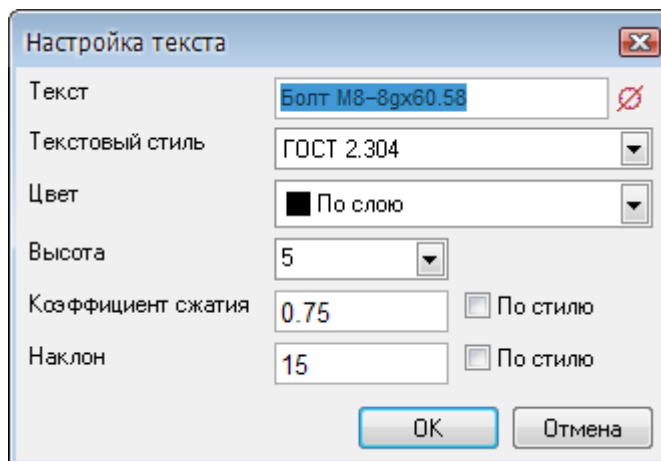 Настройка текста
Текст Болт М8-8gx60.58
Текстовый стиль ГОСТ 2.304
Цвет По слою
Высота 5
Коэффициент сжатия 0.75 По стилю
Наклон 15 По стилю
OK Отмена